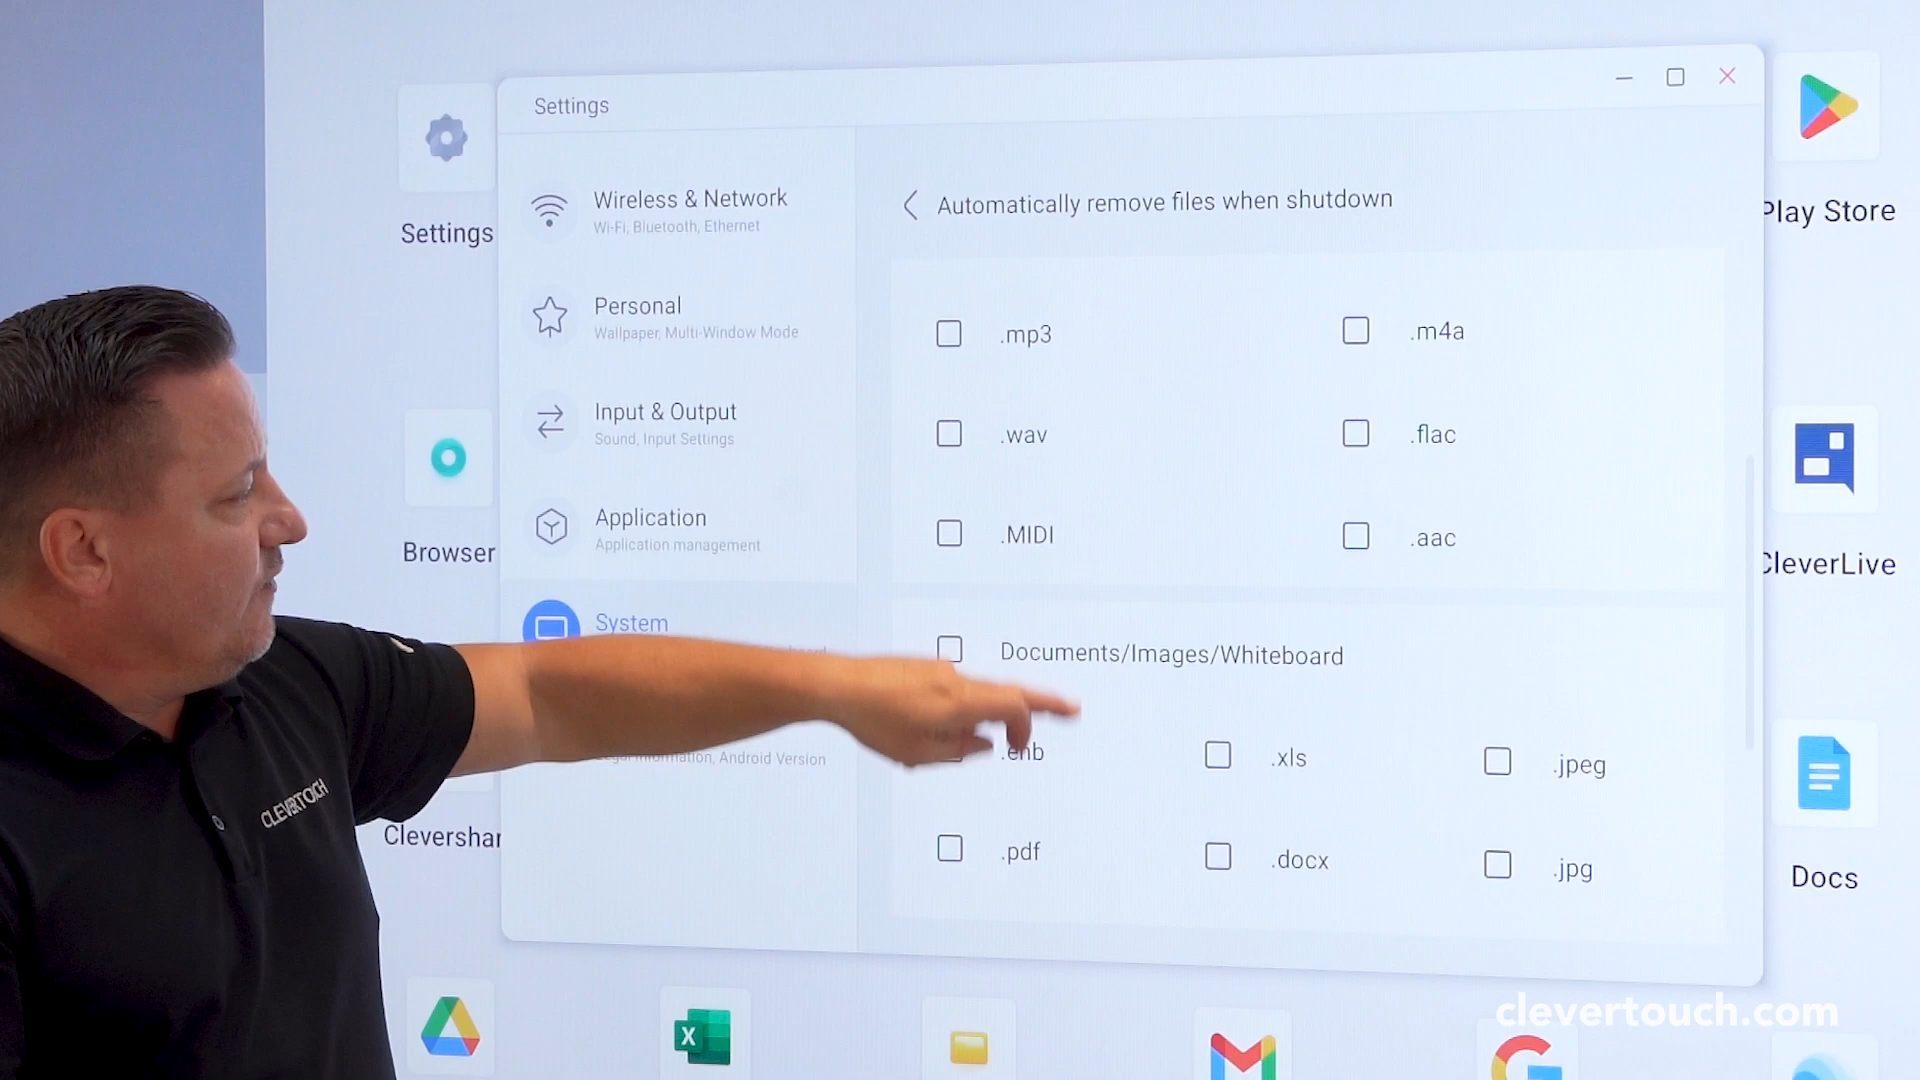 Settings
Settings
Wireless & Network
Wi-Fi, Bluetooth, Ethernet
Personal
Wallpaper, Multi-Window Mode
Input & Output
Sound, Input Settings
Application
Application management
System
Information, Android Version
Automatically remove files when shutdown
.mp3
.m4a
.wav
.flac
.MIDI
.aac
Documents/Images/Whiteboard
.enb
.xls
.jpeg
.pdf
.docx
.jpg
Play Store
Browser
CleverLive
Clevershar
Docs
CLEVERTOUCH
X
clevertouch.com